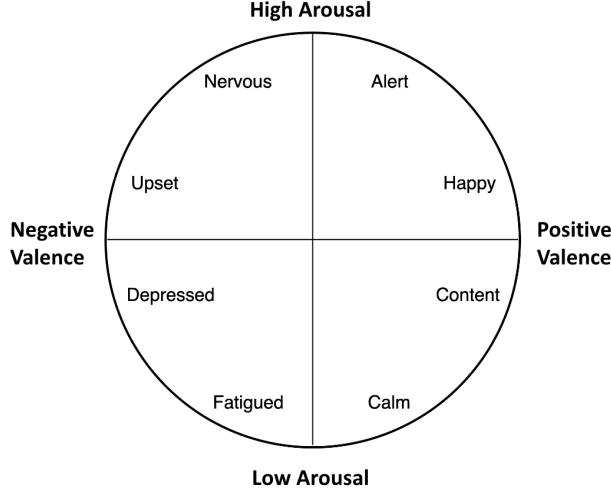 High Arousal
Nervous
Alert
Upset
Happy
Negative
Valence
Positive
Valence
Depressed
Content
Fatigued
Calm
Low Arousal